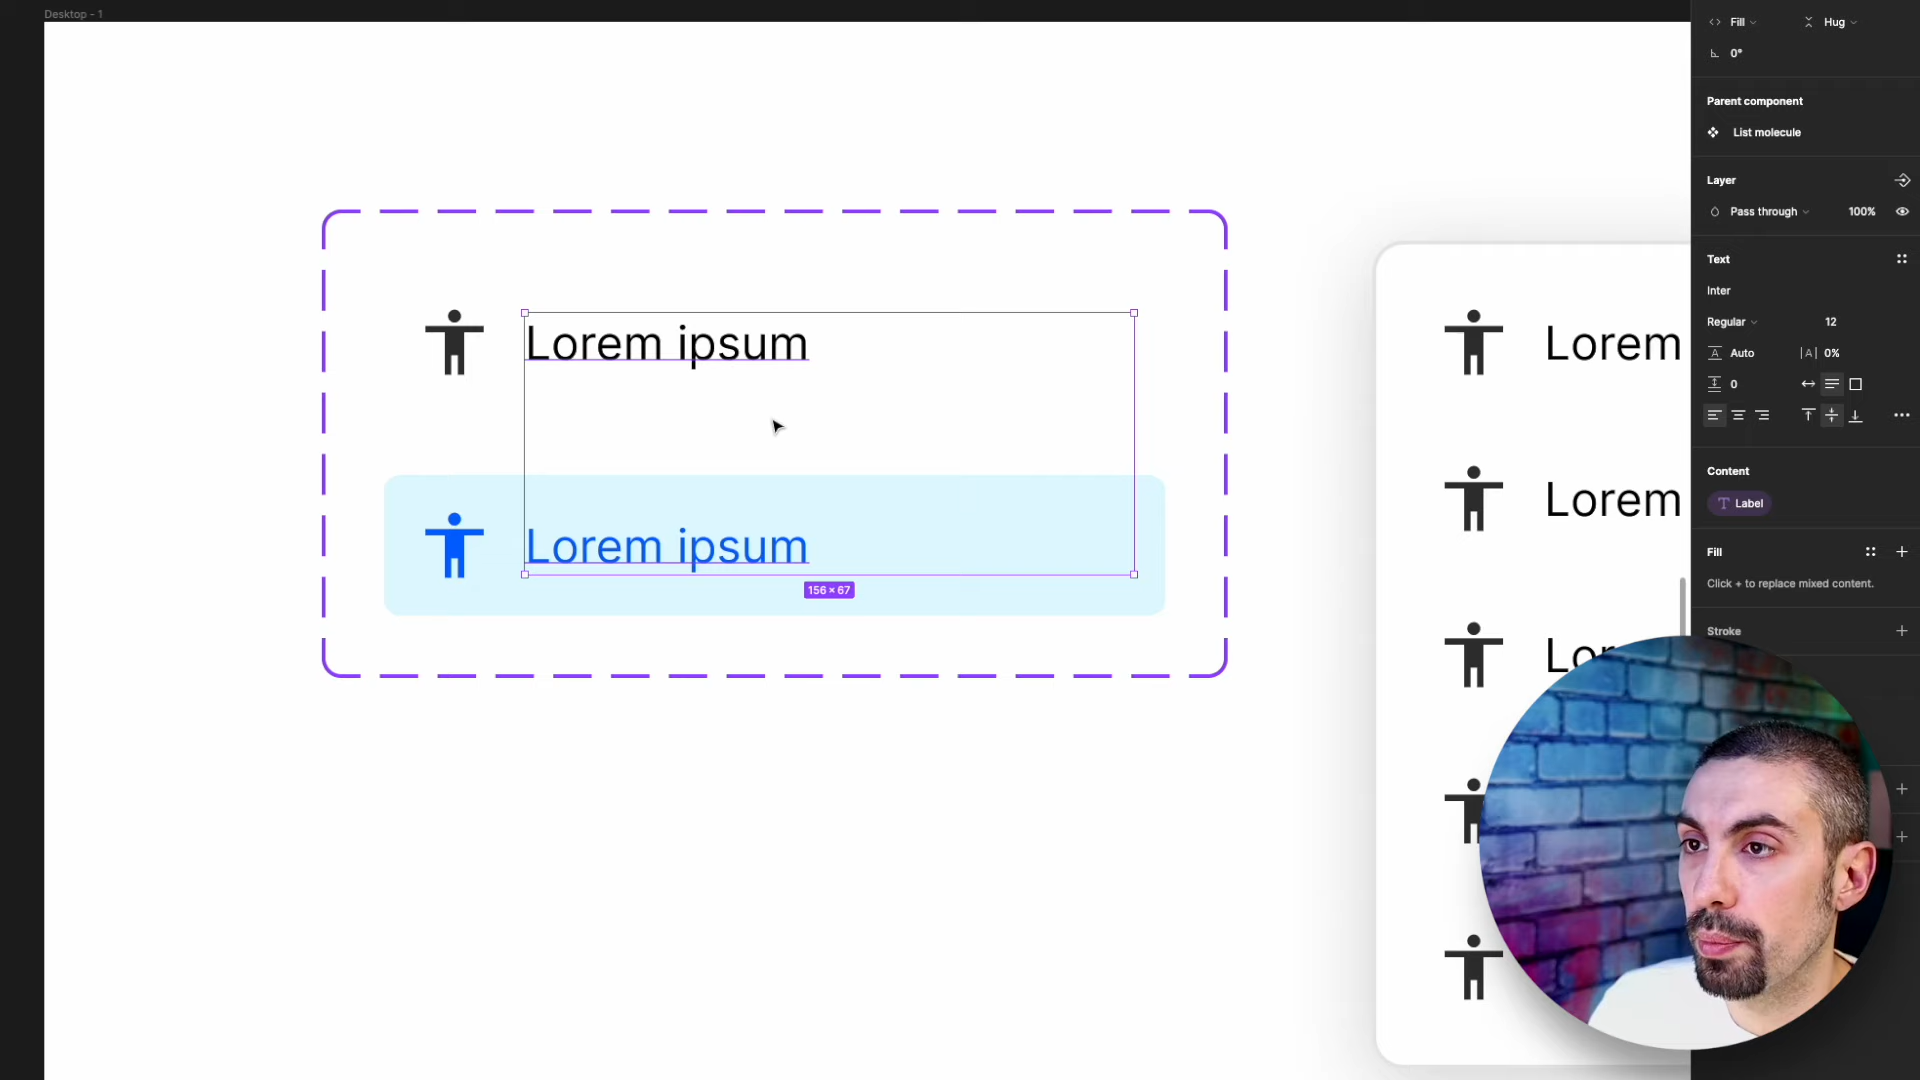 Desktop - 1
Fill
Hug
0°
Parent component
List molecule
Layer
Pass through
100%
Text
Inter
Regular
12
Auto
0%
0
Content
Label
Fill
Click + to replace mixed content.
Stroke
Lorem ipsum
Lorem ipsum
156 × 67
Lorem
Lorem